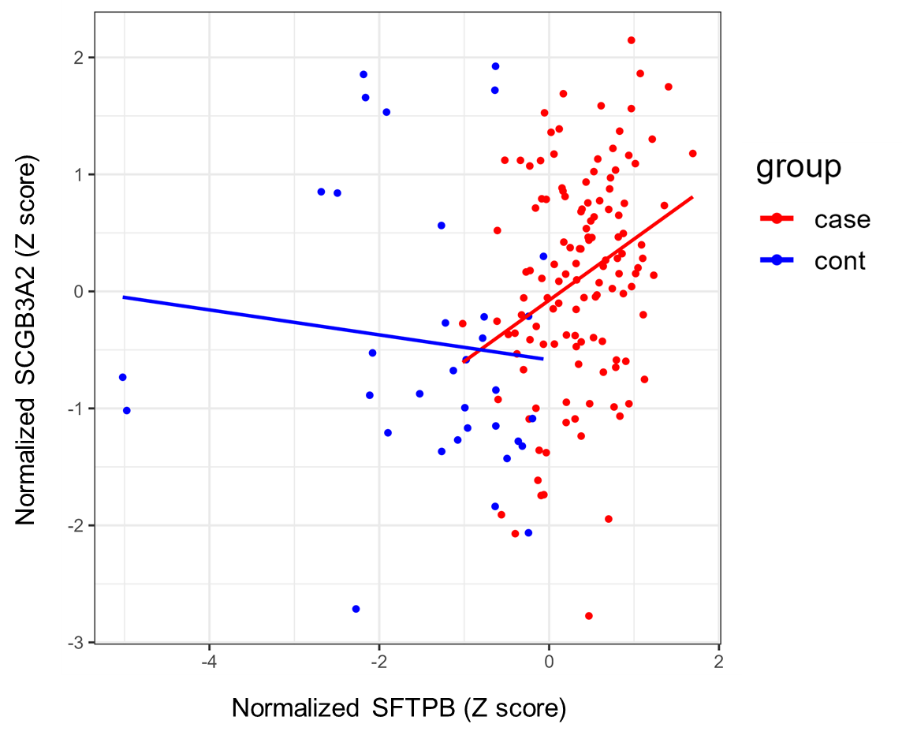 2
1
0
-1
-2
-3
-4
-2
0
2
Normalized SCGB3A2 (Z score)
Normalized SFTPB (Z score)
group
case
cont